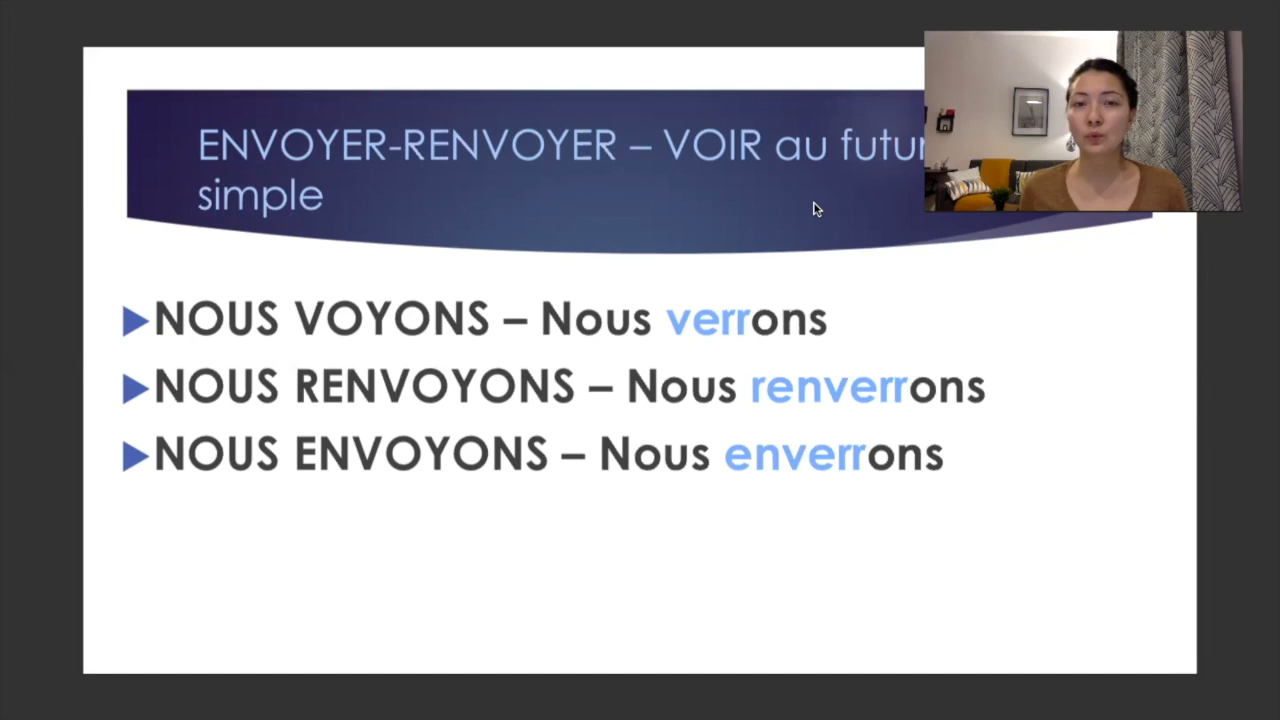 ENVOYER-RENVOYER – VOIR au futur
simple
NOUS VOYONS – Nous verrons
NOUS RENVOYONS – Nous renverrons
NOUS ENVOYONS – Nous enverrons